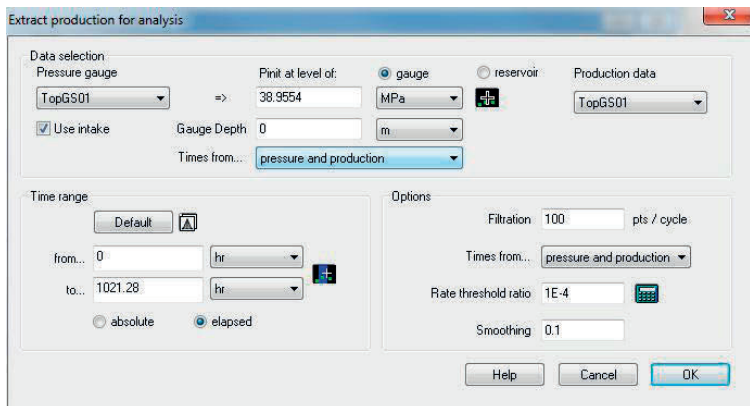 Extract production for analysis
Data selection
Pressure gauge Pinit at level of: gauge reservoir Production data
TopGS01 => 38.9554 MPa TopGS01
Use intake Gauge Depth 0 m
Times from... pressure and production
Time range
Default
from... 0 hr
to... 1021.28 hr
absolute elapsed
Options
Filtration 100 pts / cycle
Times from... pressure and production
Rate threshold ratio 1E-4
Smoothing 0.1
Help Cancel OK